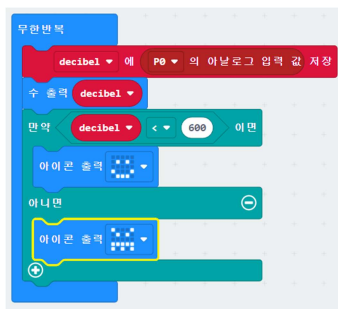 무한반복
decibel 에 P0 의 아날로그 입력 값 저장
수 출력 decibel
만약 decibel < 600 이면
아이콘 출력
아니면
아이콘 출력